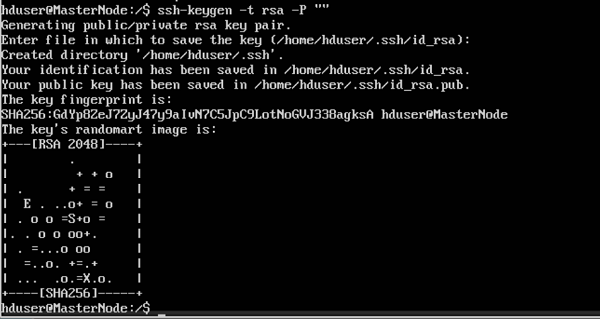 hduser@MasterNode:/$ ssh-keygen -t rsa -P ""
Generating public/private rsa key pair.
Enter file in which to save the key (/home/hduser/.ssh/id_rsa):
Created directory '/home/hduser/.ssh'.
Your identification has been saved in /home/hduser/.ssh/id_rsa.
Your public key has been saved in /home/hduser/.ssh/id_rsa.pub.
The key fingerprint is:
SHA256:GdYp8ZeJ7ZyJ47y9aIvN7C5JpC9LotNoGVJ338agksA hduser@MasterNode
The key's randomart image is:
+---[RSA 2048]----+
|        .        |
|         + + o   |
| .      + = =    |
|  E . ..o+ = o   |
| . o o =S+o =    |
|. . o o oo+.     |
| . =...o oo      |
|  =..o. +=.+     |
| ...  .o.=X.o.   |
+----[SHA256]-----+
hduser@MasterNode:/$ _